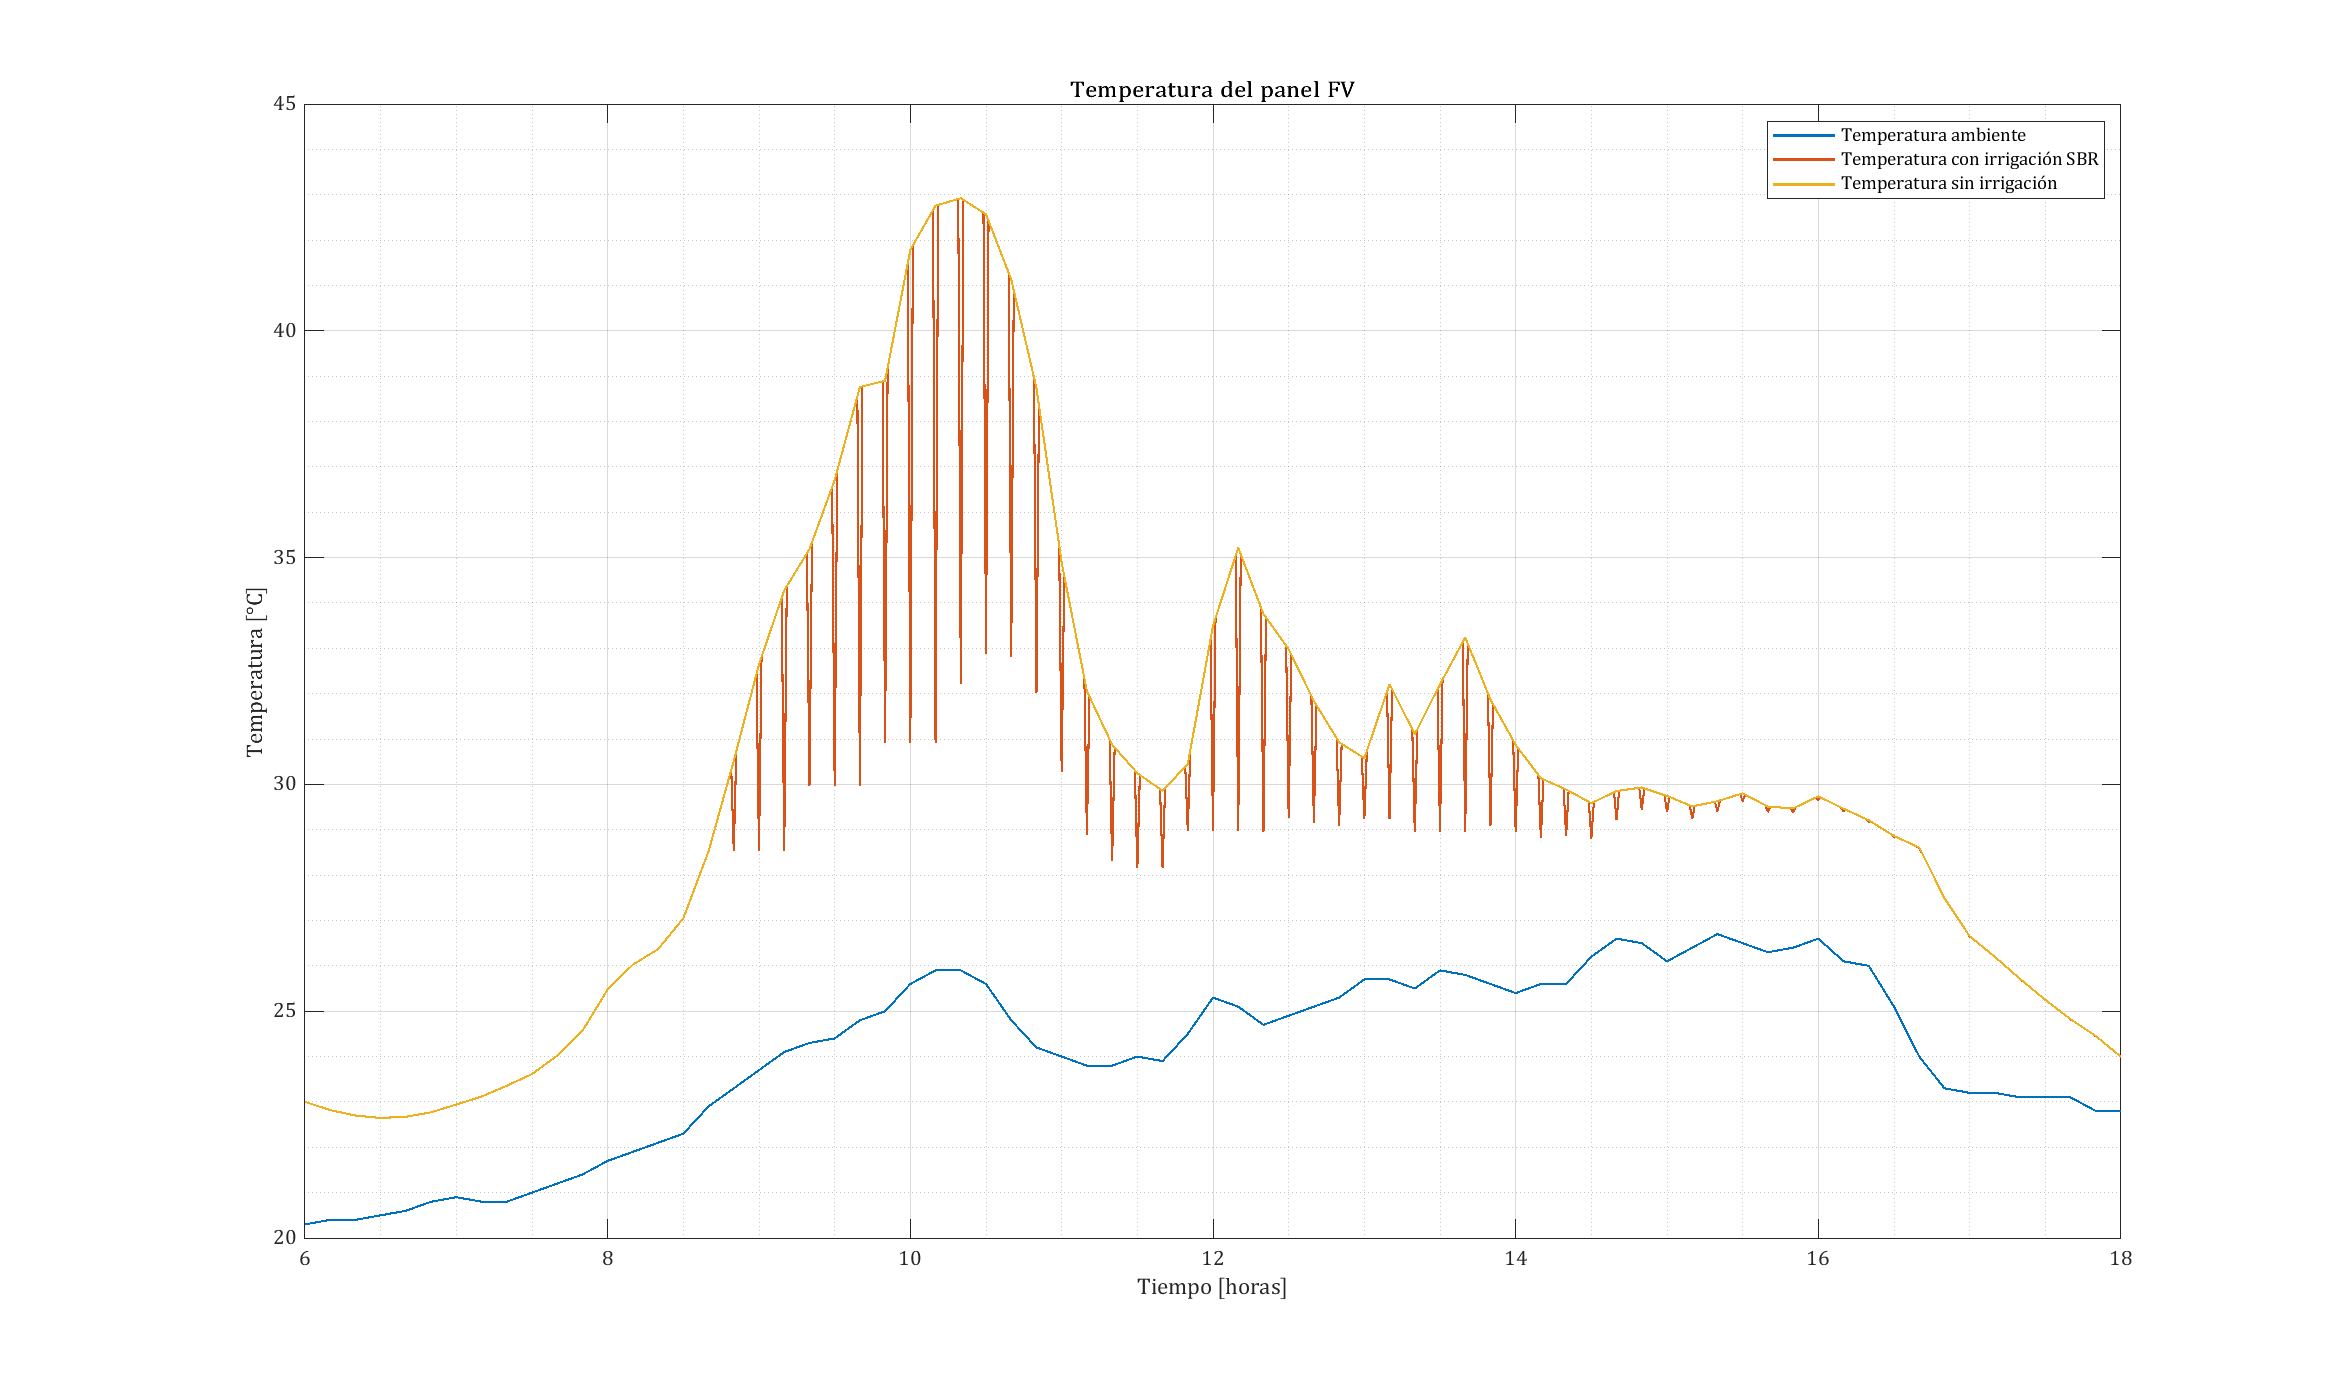 Temperatura del panel FV
Temperatura ambiente
Temperatura con irrigación SBR
Temperatura sin irrigación
45
40
35
30
25
20
Temperatura [°C]
6 8 10 12 14 16 18
Tiempo [horas]